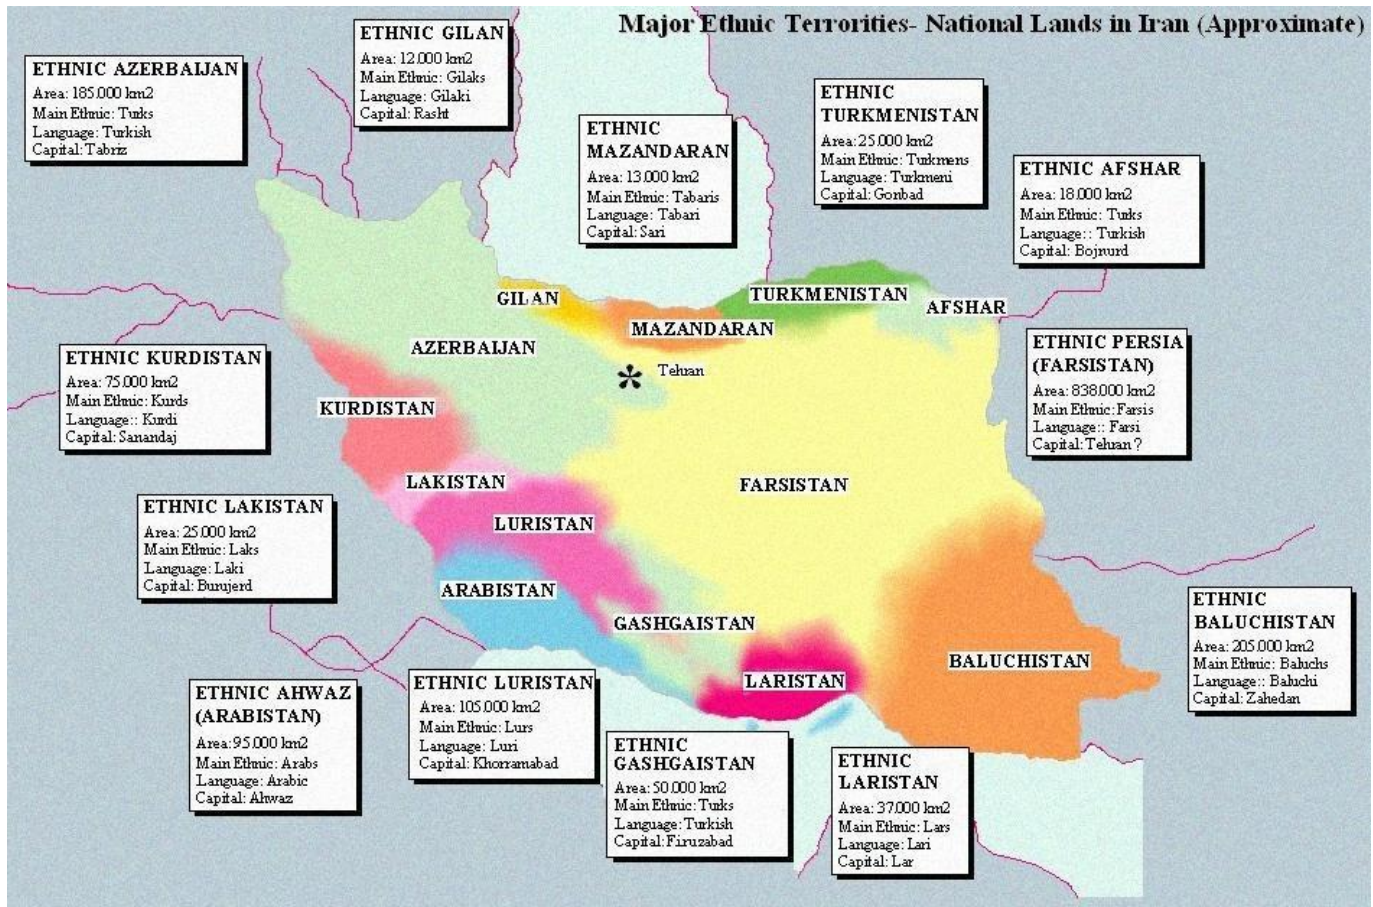 Major Ethnic Terrorities- National Lands in Iran (Approximate)
ETHNIC GILAN
Area: 12.000 km2
Main Ethnic: Gilaks
Language: Gilaki
Capital: Rasht
ETHNIC AZERBAIJAN
Area: 185.000 km2
Main Ethnic: Turks
Language: Turkish
Capital: Tabriz
ETHNIC
MAZANDARAN
Area: 13.000 km2
Main Ethnic: Tabaris
Language: Tabari
Capital: Sari
ETHNIC
TURKMENISTAN
Area: 25.000 km2
Main Ethnic: Turkmens
Language: Turkmeni
Capital: Gonbad
ETHNIC AFSHAR
Area: 18.000 km2
Main Ethnic: Turks
Language:: Turkish
Capital: Bojnurd
GILAN
MAZANDARAN
TURKMENISTAN
AFSHAR
AZERBAIJAN
Tehran
KURDISTAN
LAKISTAN
LURISTAN
FARSISTAN
ARABISTAN
GASHGAISTAN
LARISTAN
BALUCHISTAN
ETHNIC KURDISTAN
Area: 75.000 km2
Main Ethnic: Kurds
Language:: Kurdi
Capital: Sanandaj
ETHNIC PERSIA
(FARSISTAN)
Area: 838.000 km2
Main Ethnic: Farsis
Language:: Farsi
Capital: Tehran ?
ETHNIC LAKISTAN
Area: 25.000 km2
Main Ethnic: Laks
Language: Laki
Capital: Burujerd
ETHNIC
BALUCHISTAN
Area: 205.000 km2
Main Ethnic: Baluchs
Language:: Baluchi
Capital: Zahedan
ETHNIC AHWAZ
(ARABISTAN)
Area: 95.000 km2
Main Ethnic: Arabs
Language: Arabic
Capital: Ahwaz
ETHNIC LURISTAN
Area: 105.000 km2
Main Ethnic: Lurs
Language: Luri
Capital: Khorramabad
ETHNIC
GASHGAISTAN
Area: 50.000 km2
Main Ethnic: Turks
Language: Turkish
Capital: Firuzabad
ETHNIC
LARISTAN
Area: 37.000 km2
Main Ethnic: Lars
Language: Lari
Capital: Lar